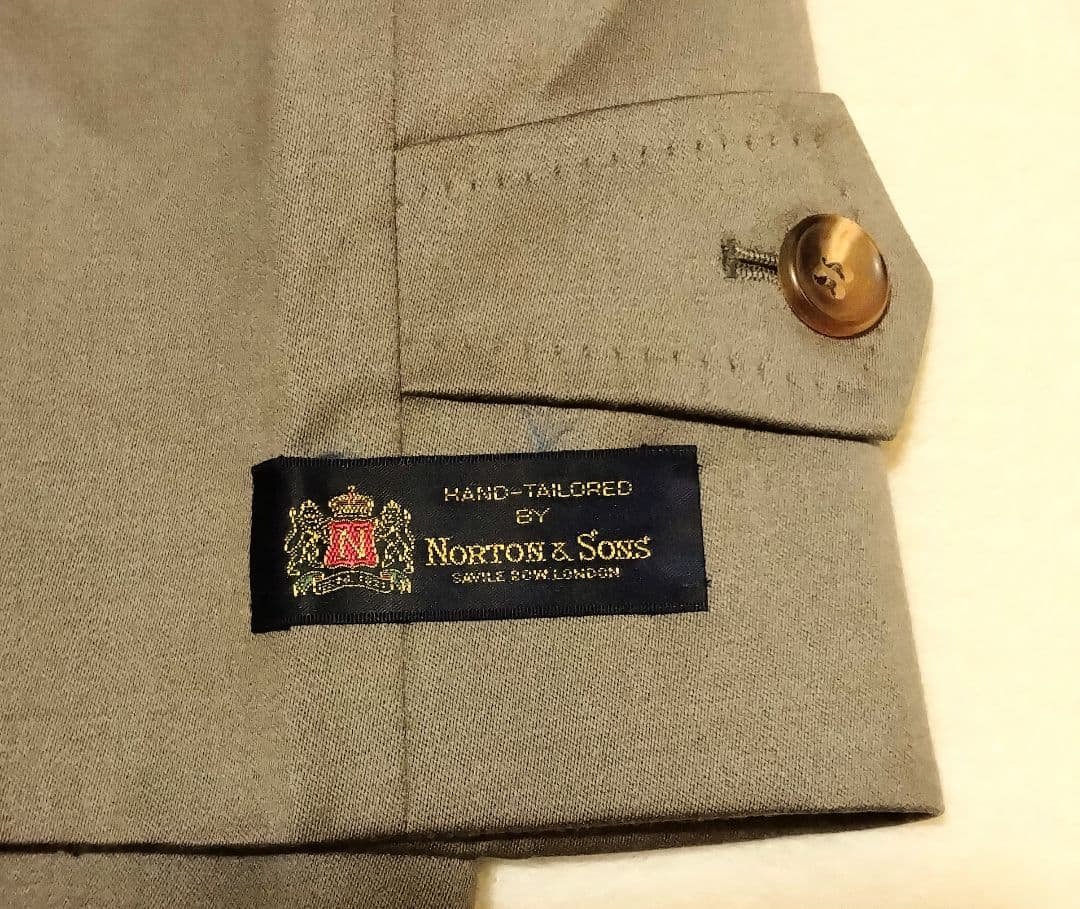 N
HAND-TAILORED
BY
NORTON & SONS
SAVILE ROW, LONDON